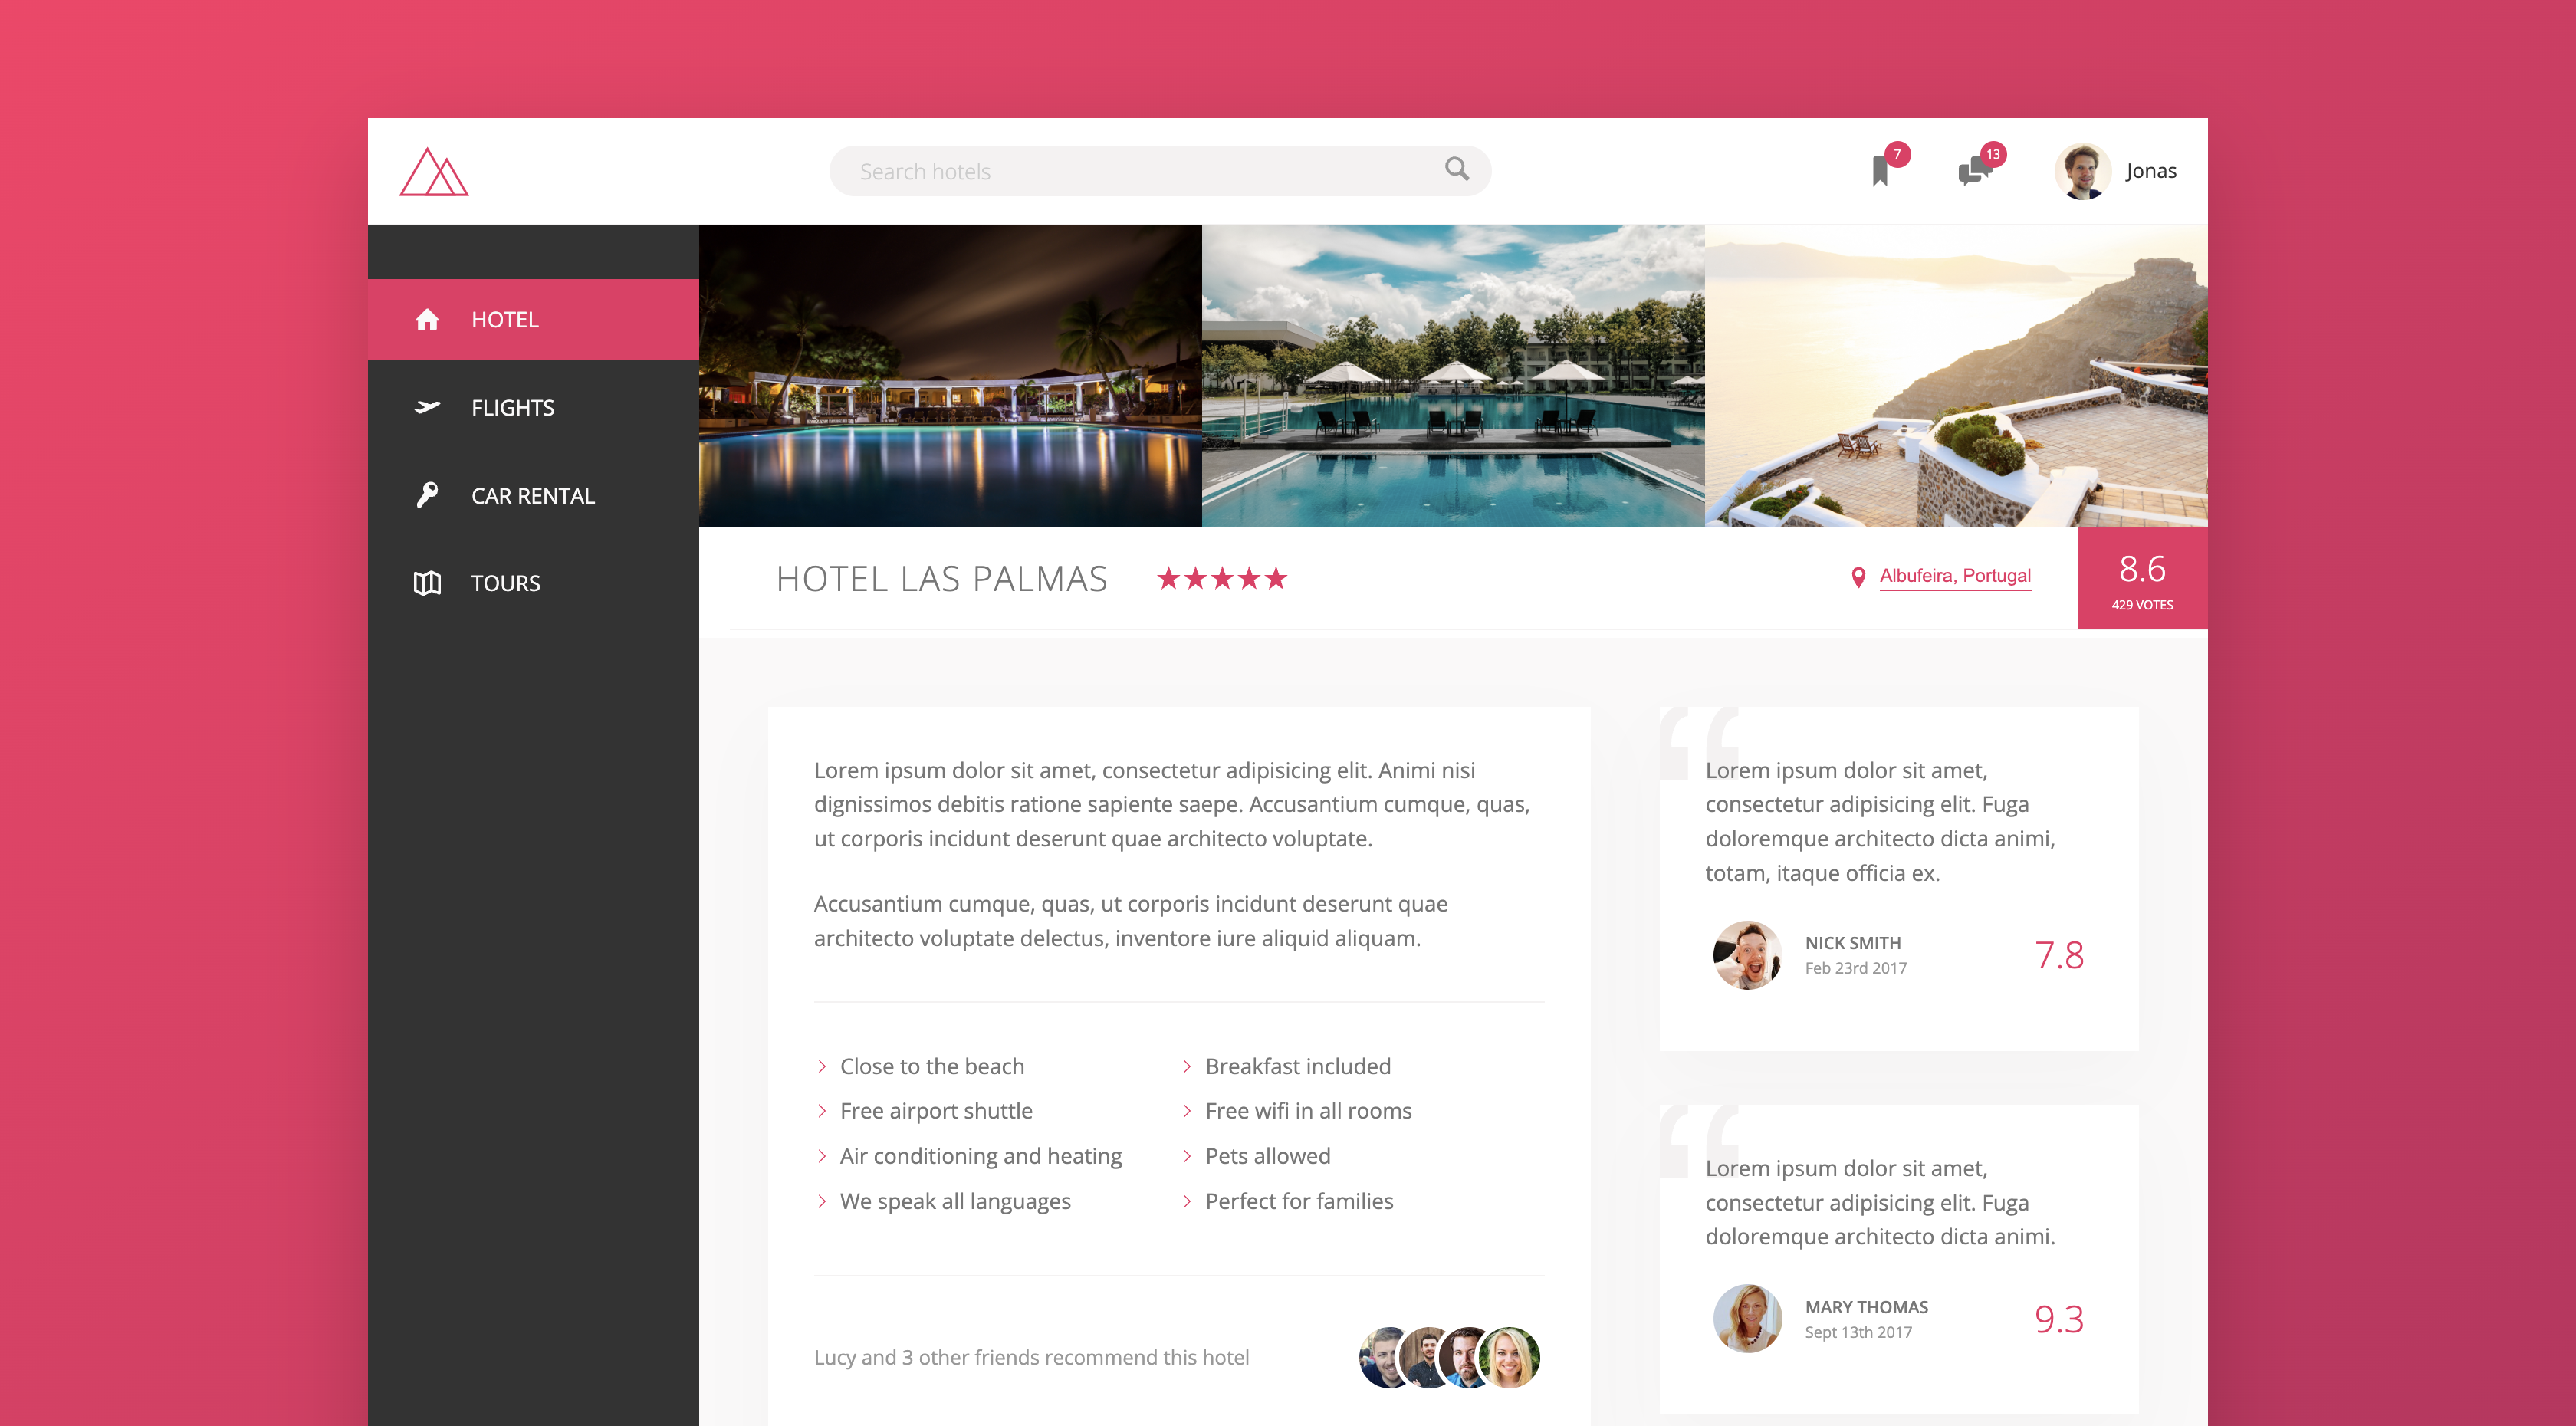 Search hotels
7
13
Jonas
HOTEL
FLIGHTS
CAR RENTAL
TOURS
HOTEL LAS PALMAS
Albufeira, Portugal
8.6
429 VOTES
Lorem ipsum dolor sit amet, consectetur adipisicing elit. Animi nisi
dignissimos debitis ratione sapiente saepe. Accusantium cumque, quas,
ut corporis incidunt deserunt quae architecto voluptate.
Accusantium cumque, quas, ut corporis incidunt deserunt quae
architecto voluptate delectus, inventore iure aliquid aliquam.
Close to the beach
Free airport shuttle
Air conditioning and heating
We speak all languages
Breakfast included
Free wifi in all rooms
Pets allowed
Perfect for families
Lucy and 3 other friends recommend this hotel
“
Lorem ipsum dolor sit amet,
consectetur adipisicing elit. Fuga
doloremque architecto dicta animi,
totam, itaque officia ex.
NICK SMITH
Feb 23rd 2017
7.8
“
Lorem ipsum dolor sit amet,
consectetur adipisicing elit. Fuga
doloremque architecto dicta animi.
MARY THOMAS
Sept 13th 2017
9.3